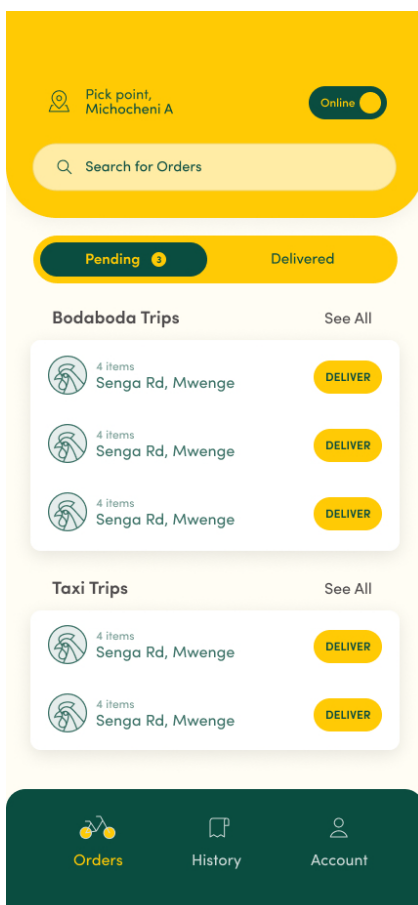 Pick point,
Michocheni A
Online
Search for Orders
Pending 3
Delivered
Bodaboda Trips
See All
4 items
Senga Rd, Mwenge
DELIVER
4 items
Senga Rd, Mwenge
DELIVER
4 items
Senga Rd, Mwenge
DELIVER
Taxi Trips
See All
4 items
Senga Rd, Mwenge
DELIVER
4 items
Senga Rd, Mwenge
DELIVER
Orders
History
Account